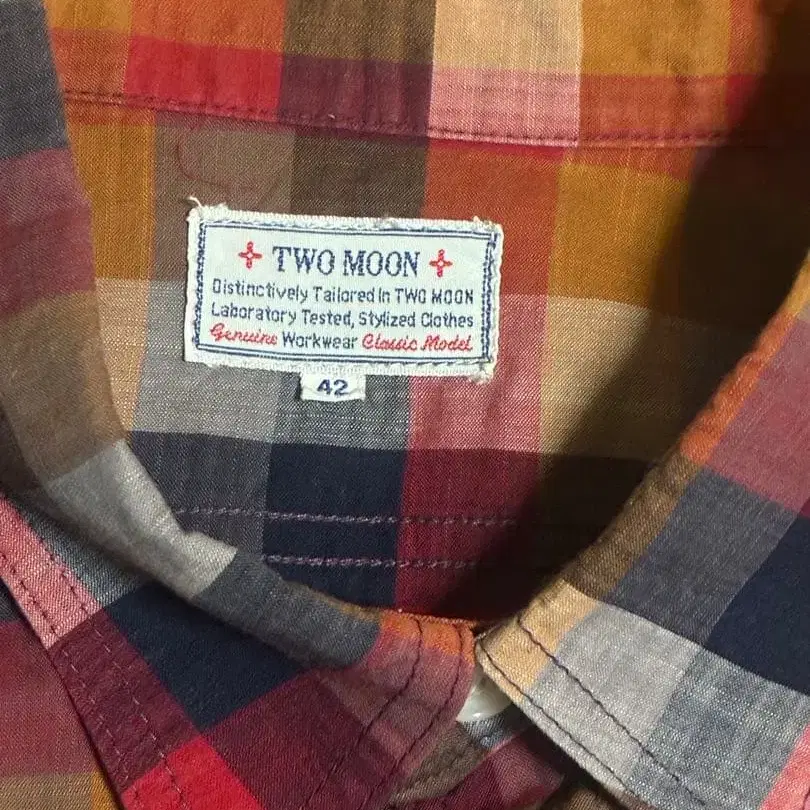 TWO MOON
Distinctively Tailored In TWO MOON
Laboratory Tested, Stylized Clothes
Genuine Workwear Classic Model
42